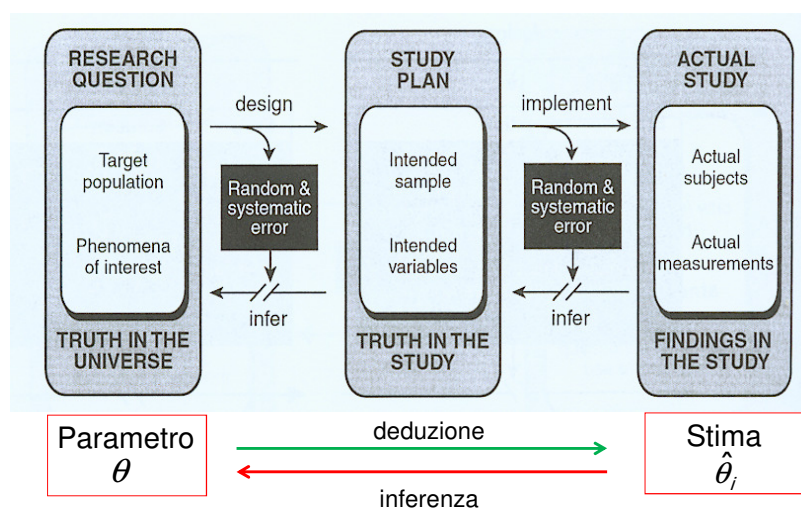 RESEARCH
QUESTION
Target
population
Phenomena
of interest
TRUTH IN THE
UNIVERSE
design
Random &
systematic
error
infer
STUDY
PLAN
Intended
sample
Intended
variables
TRUTH IN THE
STUDY
implement
Random &
systematic
error
infer
ACTUAL
STUDY
Actual
subjects
Actual
measurements
FINDINGS IN
THE STUDY
Parametro
θ
deduzione
inferenza
Stima
θ̂ᵢ